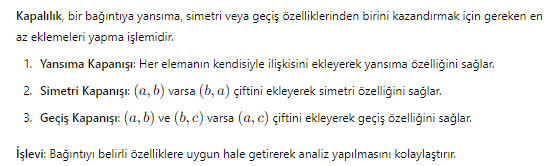 Kapalılık, bir bağıntıya yansıma, simetri veya geçiş özelliklerinden birini kazandırmak için gereken en
az eklemeleri yapma işlemidir.
1. Yansıma Kapanışı: Her elemanın kendisiyle ilişkisini ekleyerek yansıma özelliğini sağlar.
2. Simetri Kapanışı: (a, b) varsa (b, a) çiftini ekleyerek simetri özelliğini sağlar.
3. Geçiş Kapanışı: (a, b) ve (b, c) varsa (a, c) çiftini ekleyerek geçiş özelliğini sağlar.
İşlevi: Bağıntıyı belirli özelliklere uygun hale getirerek analiz yapılmasını kolaylaştırır.